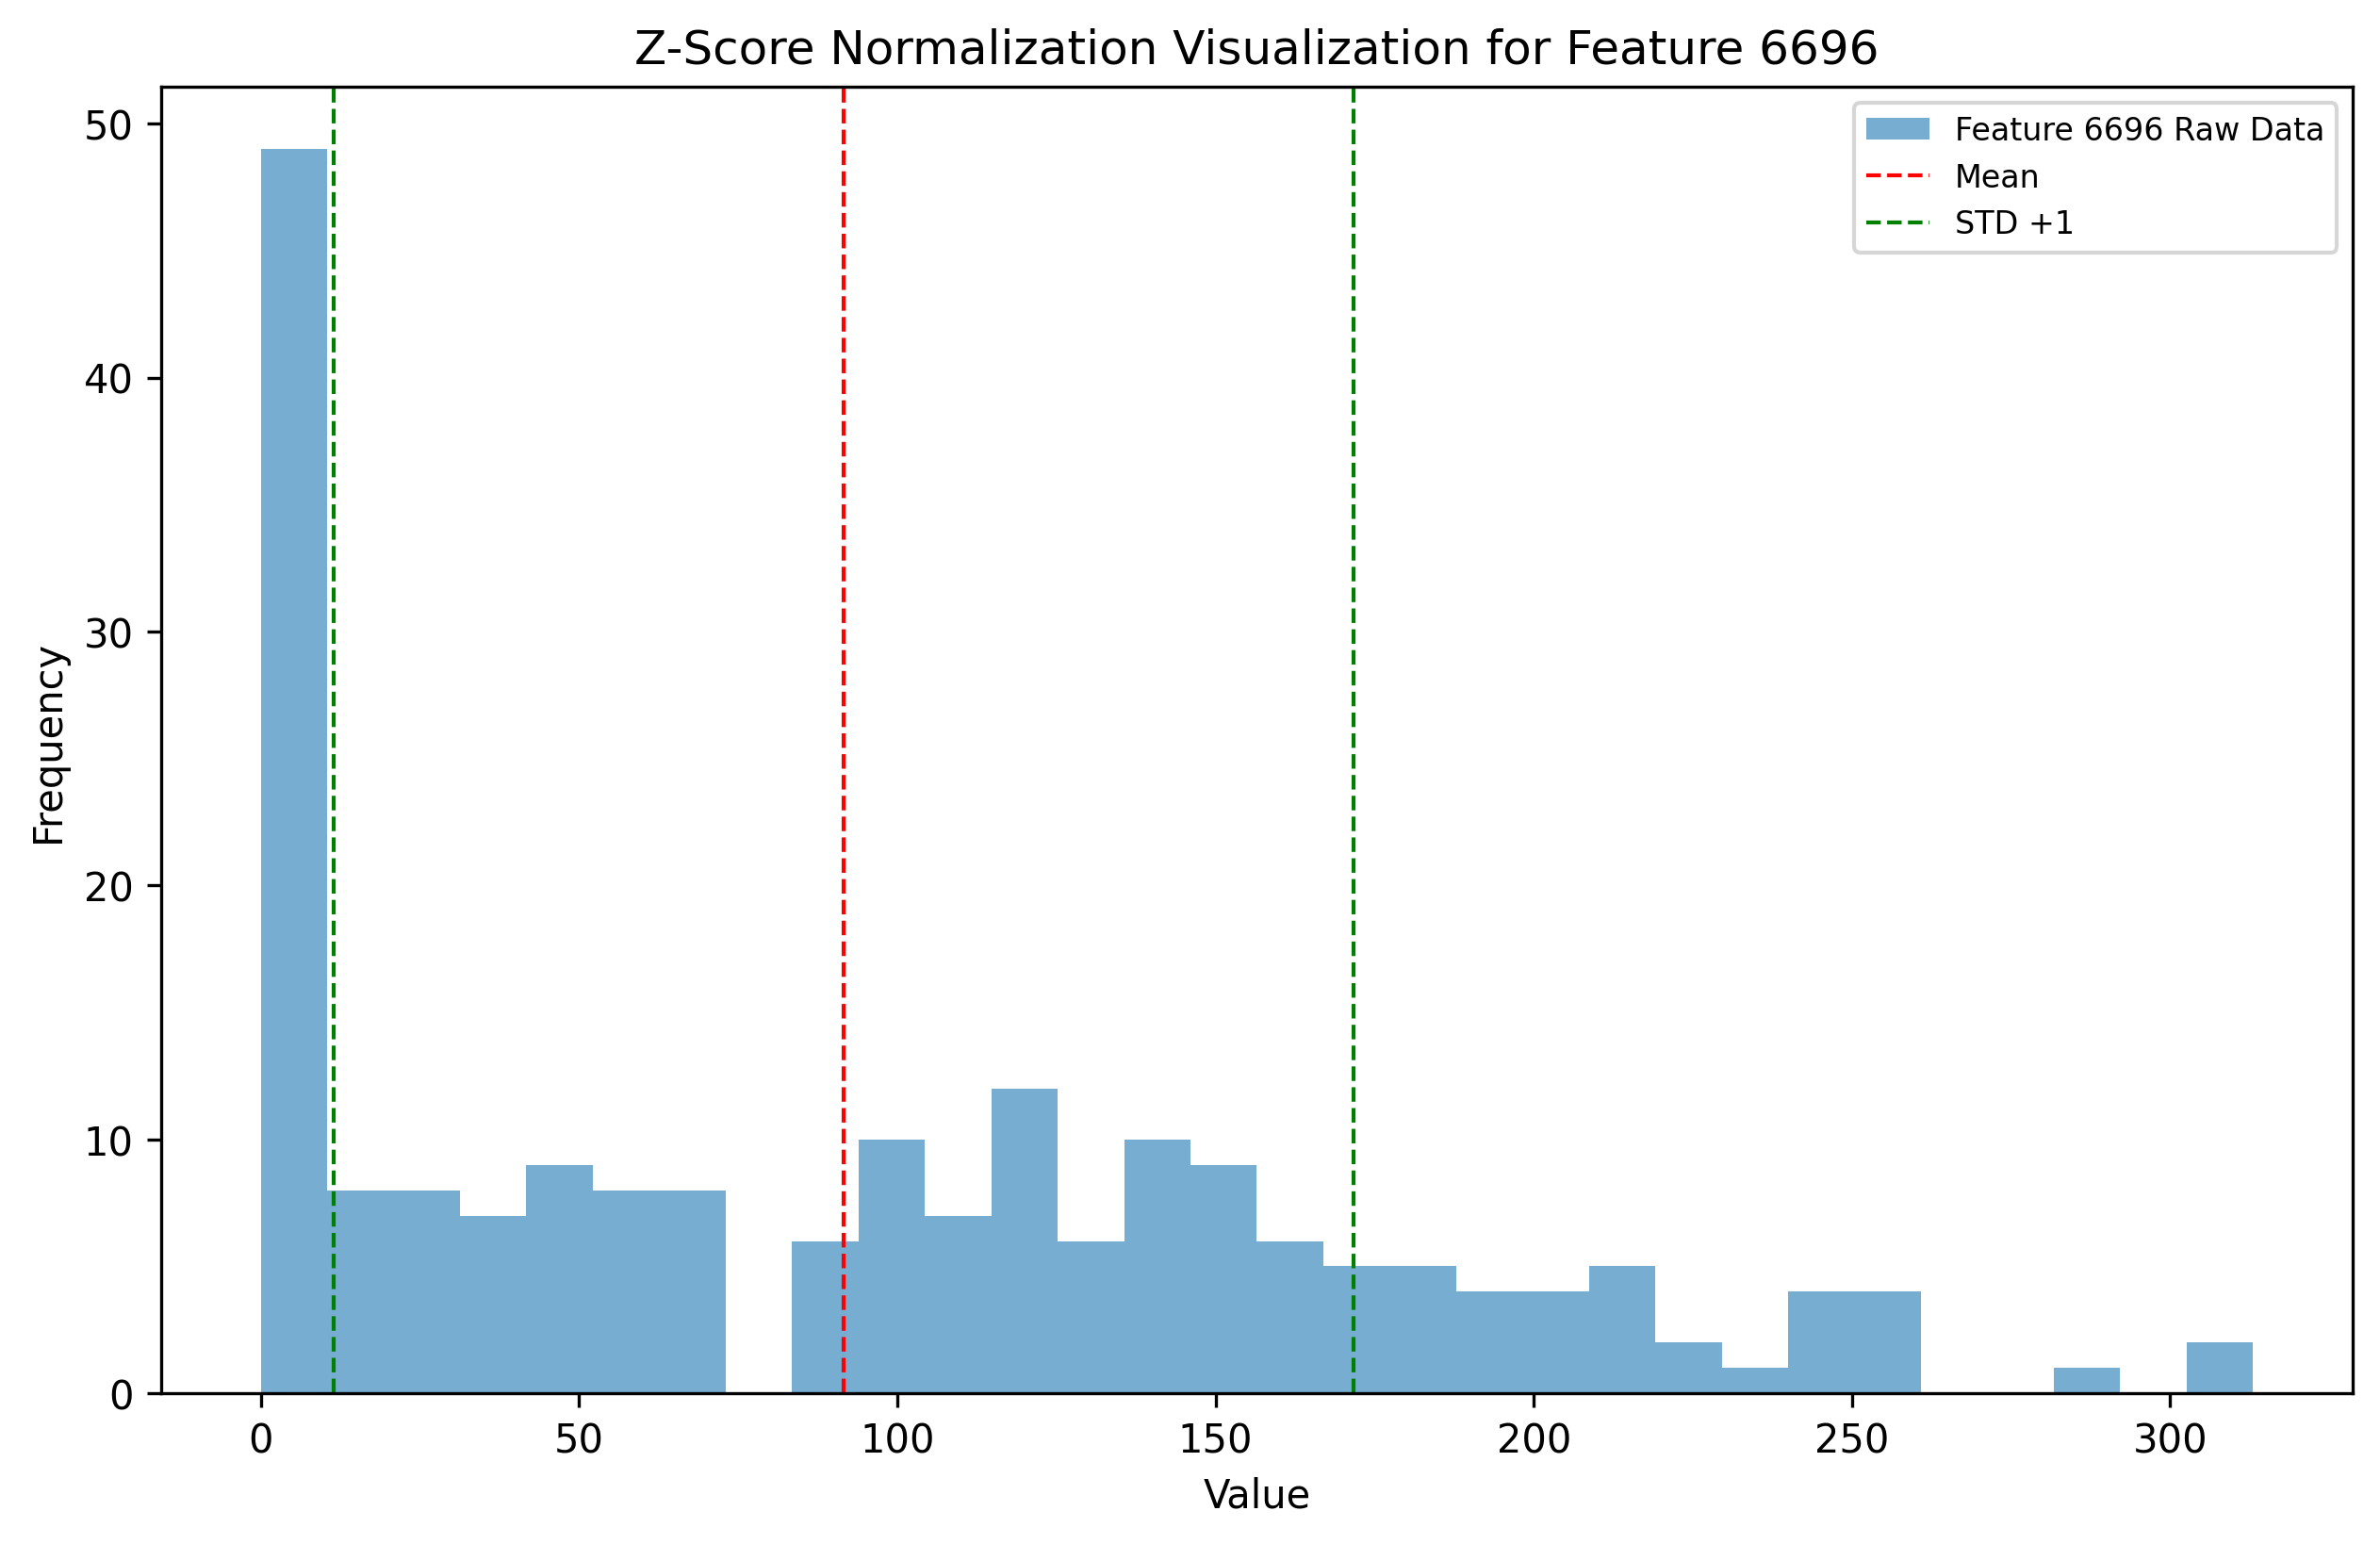 Z-Score Normalization Visualization for Feature 6696
Feature 6696 Raw Data
Mean
STD +1
50
40
30
20
10
0
Frequency
0 50 100 150 200 250 300
Value